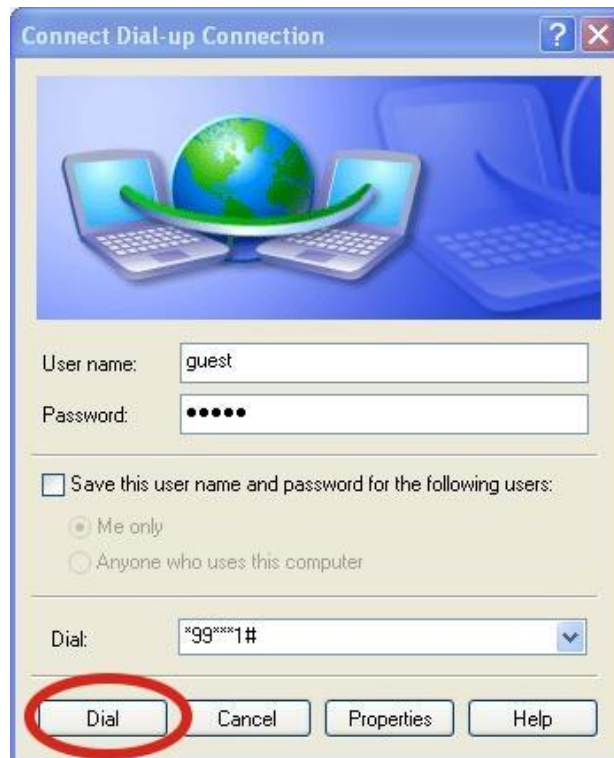 Connect Dial-up Connection
User name: guest
Password: •••••
Save this user name and password for the following users:
Me only
Anyone who uses this computer
Dial: *99***1#
Dial Cancel Properties Help